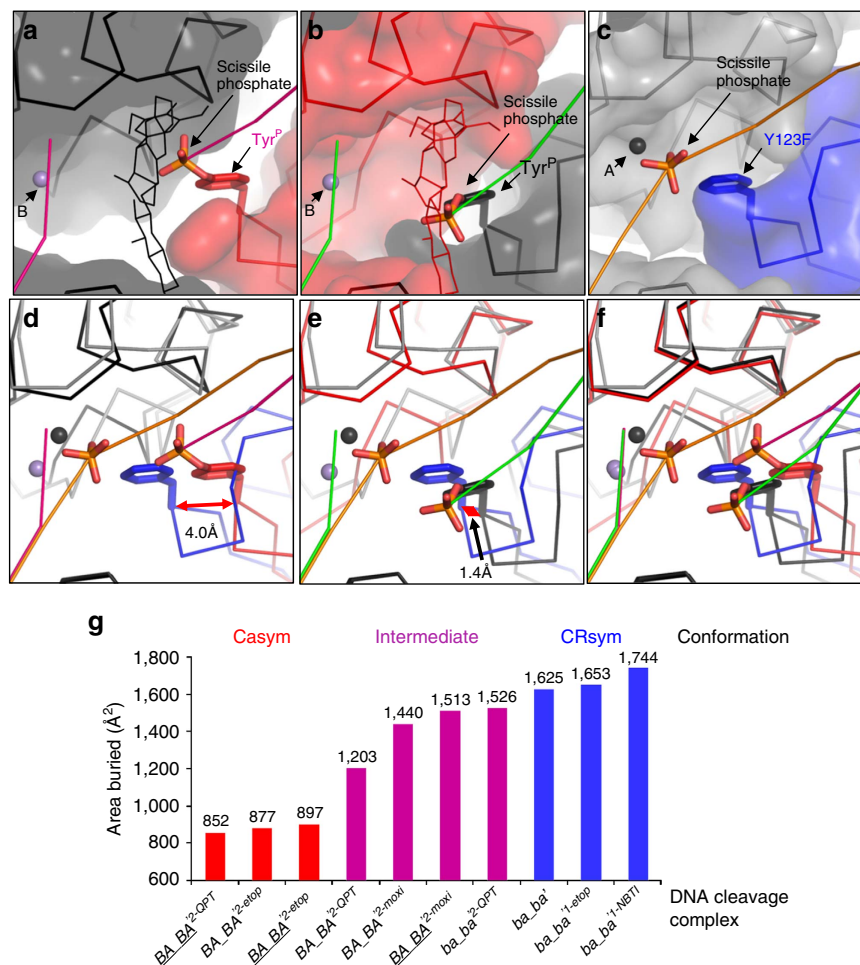 a
Scissile
phosphate
Tyrᴾ
B
b
Scissile
phosphate
Tyrᴾ
B
c
Scissile
phosphate
A
Y123F
d
4.0Å
e
1.4Å
f
g
Casym Intermediate CRsym Conformation
Area buried (Å²)
1,800
1,600
1,400
1,200
1,000
800
600
852
877
897
1,203
1,440
1,513
1,526
1,625
1,653
1,744
BA_BA'²⁻QPT
BA_BA'²⁻etop
BA_BA'²⁻etop
BA_BA'²⁻QPT
BA_BA'²⁻moxi
BA_BA'²⁻moxi
ba_ba'²⁻QPT
ba_ba'
ba_ba'¹⁻etop
ba_ba'¹⁻NBTI
DNA cleavage
complex